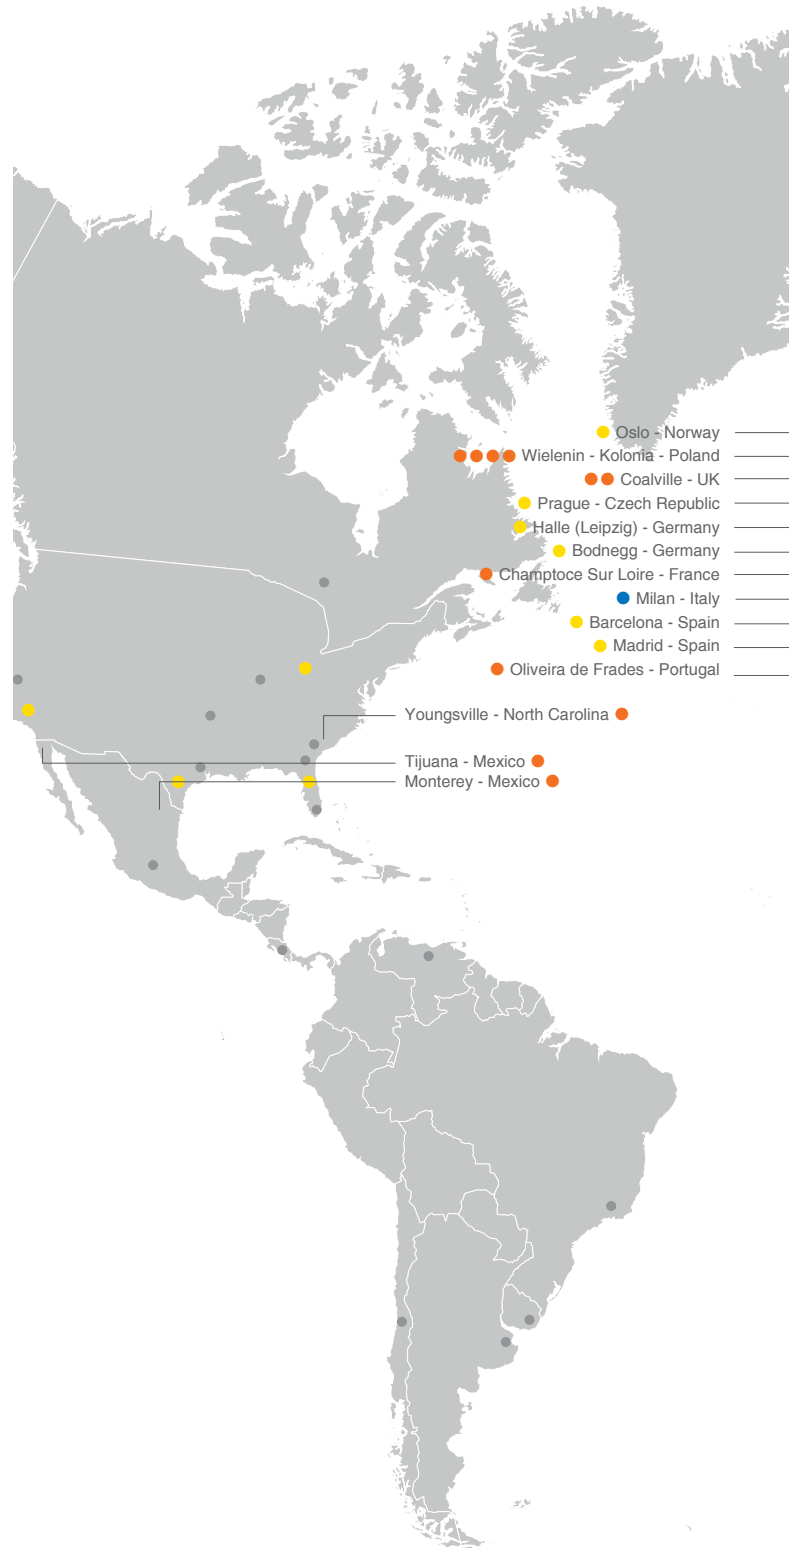 Oslo - Norway
Wielenin - Kolonia - Poland
Coalville - UK
Prague - Czech Republic
Halle (Leipzig) - Germany
Bodnegg - Germany
Champtoce Sur Loire - France
Milan - Italy
Barcelona - Spain
Madrid - Spain
Oliveira de Frades - Portugal
Youngsville - North Carolina
Tijuana - Mexico
Monterey - Mexico